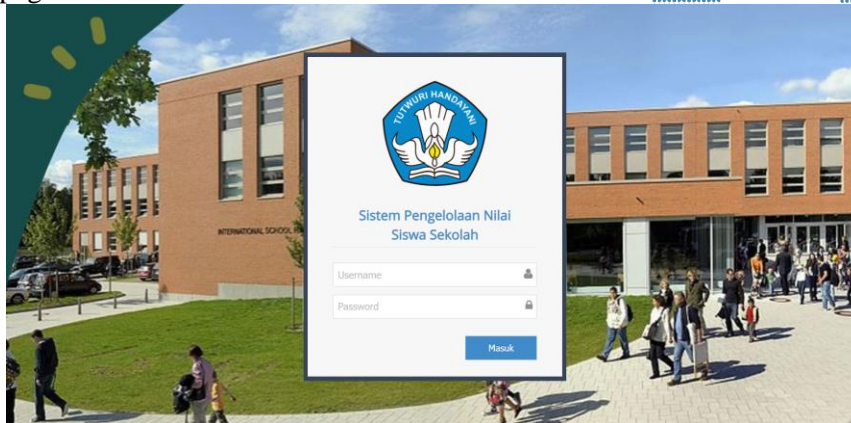 TUTWURI HANDAYANI
INTERNATIONAL SCHOOL
Sistem Pengelolaan Nilai
Siswa Sekolah
Username
Password
Masuk